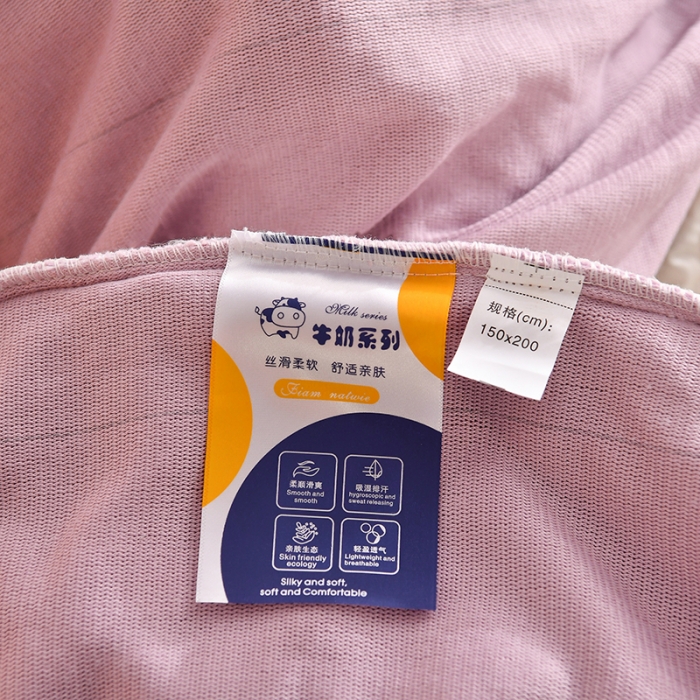 Milk series
牛奶系列
丝滑柔软 舒适亲肤
Fiam natwie
柔顺滑爽
Smooth and
smooth
吸湿排汗
hygroscopic and
sweat releasing
亲肤生态
Skin friendly
ecology
轻盈透气
Lightweight and
breathable
Silky and soft,
soft and Comfortable
规格(cm):
150x200